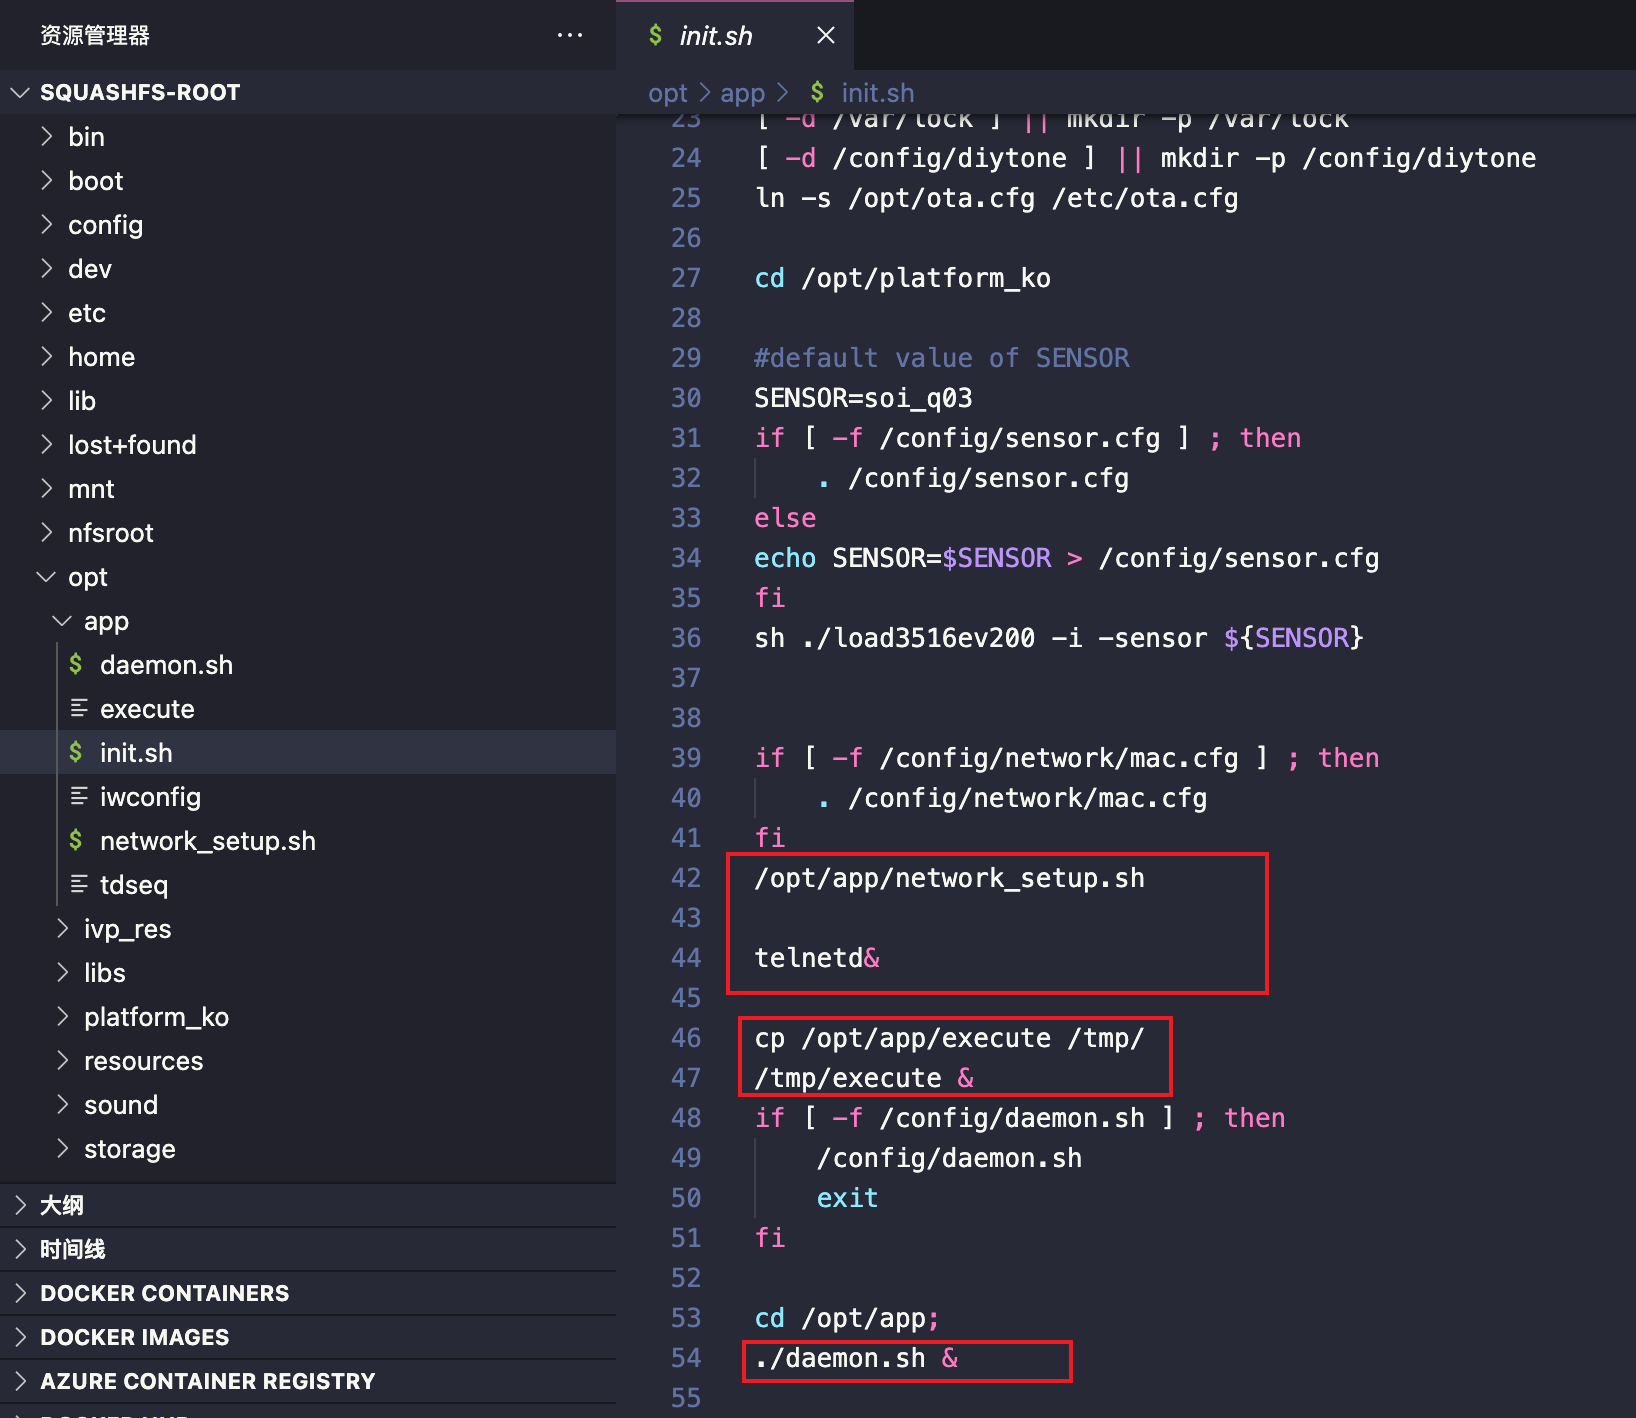 资源管理器
SQUASHFS-ROOT
bin
boot
config
dev
etc
home
lib
lost+found
mnt
nfsroot
opt
app
$ daemon.sh
execute
$ init.sh
iwconfig
$ network_setup.sh
tdseq
ivp_res
libs
platform_ko
resources
sound
storage
大纲
时间线
DOCKER CONTAINERS
DOCKER IMAGES
AZURE CONTAINER REGISTRY
DOCKER HUB
$ init.sh
opt > app > $ init.sh
23 [ -d /var/lock ] || mkdir -p /var/lock
24 [ -d /config/diytone ] || mkdir -p /config/diytone
25 ln -s /opt/ota.cfg /etc/ota.cfg
26
27 cd /opt/platform_ko
28
29 #default value of SENSOR
30 SENSOR=soi_q03
31 if [ -f /config/sensor.cfg ] ; then
32 . /config/sensor.cfg
33 else
34 echo SENSOR=$SENSOR > /config/sensor.cfg
35 fi
36 sh ./load3516ev200 -i -sensor ${SENSOR}
37
38
39 if [ -f /config/network/mac.cfg ] ; then
40 . /config/network/mac.cfg
41 fi
42 /opt/app/network_setup.sh
43
44 telnetd&
45
46 cp /opt/app/execute /tmp/
47 /tmp/execute &
48 if [ -f /config/daemon.sh ] ; then
49 /config/daemon.sh
50 exit
51 fi
52
53 cd /opt/app;
54 ./daemon.sh &
55